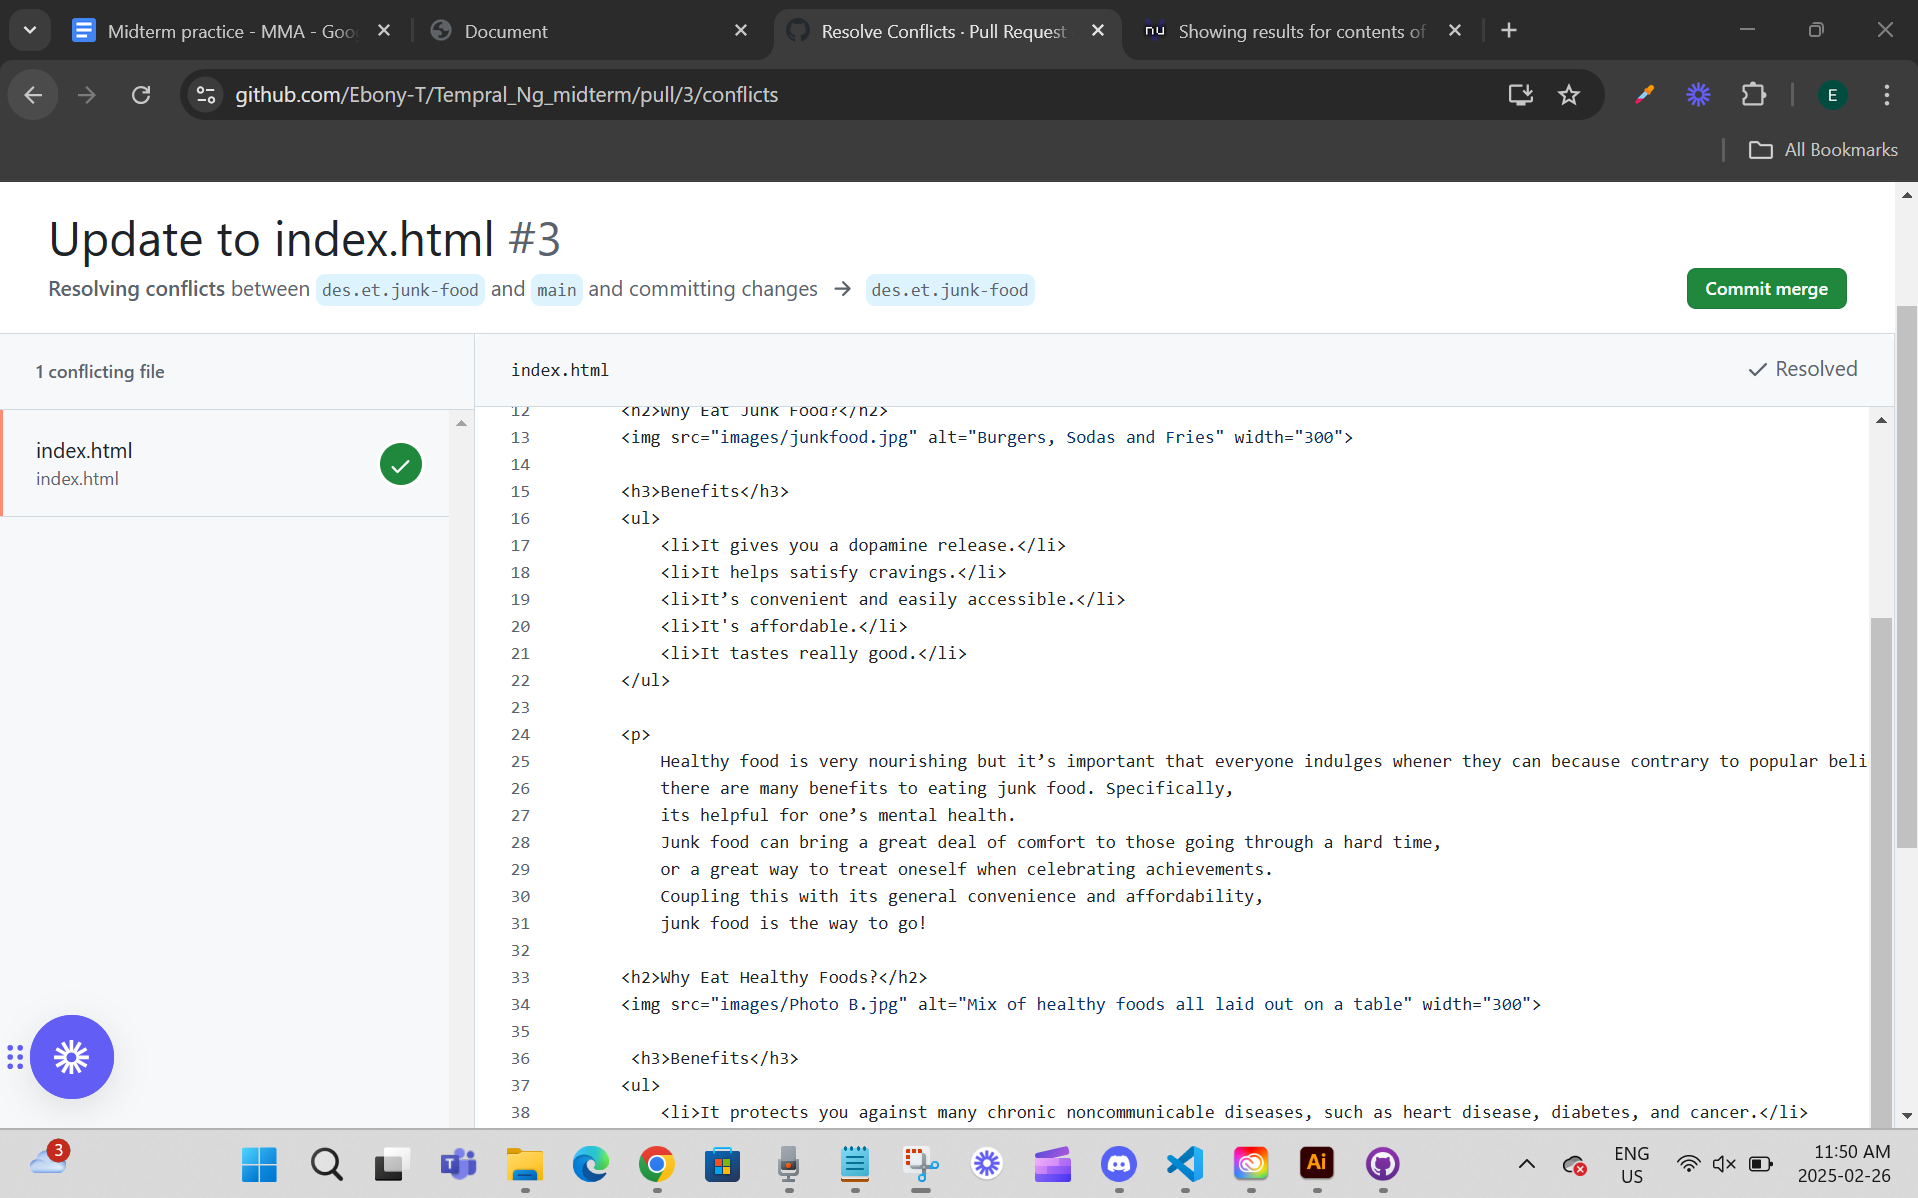 Midterm practice - MMA - Goo
Document
Resolve Conflicts · Pull Request
nu
Showing results for contents of
github.com/Ebony-T/Tempral_Ng_midterm/pull/3/conflicts
E
All Bookmarks
Update to index.html #3
Resolving conflicts between des.et.junk-food and main and committing changes → des.et.junk-food
Commit merge
1 conflicting file
index.html
Resolved
index.html
index.html
12 <h2>Why Eat Junk Food?</h2>
13 <img src="images/junkfood.jpg" alt="Burgers, Sodas and Fries" width="300">
14
15 <h3>Benefits</h3>
16 <ul>
17 <li>It gives you a dopamine release.</li>
18 <li>It helps satisfy cravings.</li>
19 <li>It’s convenient and easily accessible.</li>
20 <li>It's affordable.</li>
21 <li>It tastes really good.</li>
22 </ul>
23
24 <p>
25 Healthy food is very nourishing but it’s important that everyone indulges whener they can because contrary to popular beli
26 there are many benefits to eating junk food. Specifically,
27 its helpful for one’s mental health.
28 Junk food can bring a great deal of comfort to those going through a hard time,
29 or a great way to treat oneself when celebrating achievements.
30 Coupling this with its general convenience and affordability,
31 junk food is the way to go!
32
33 <h2>Why Eat Healthy Foods?</h2>
34 <img src="images/Photo B.jpg" alt="Mix of healthy foods all laid out on a table" width="300">
35
36 <h3>Benefits</h3>
37 <ul>
38 <li>It protects you against many chronic noncommunicable diseases, such as heart disease, diabetes, and cancer.</li>
3
T
Ai
ENG
US
11:50 AM
2025-02-26